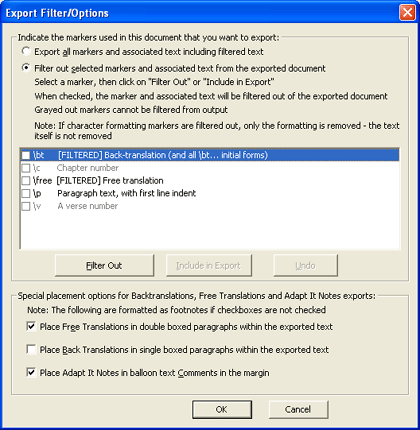 Export Filter/Options
Indicate the markers used in this document that you want to export:
Export all markers and associated text including filtered text
Filter out selected markers and associated text from the exported document
Select a marker, then click on "Filter Out" or "Include in Export"
When checked, the marker and associated text will be filtered out of the exported document
Grayed out markers cannot be filtered from output
Note: If character formatting markers are filtered out, only the formatting is removed - the text
itself is not removed
\bt [FILTERED] Back-translation (and all \bt... initial forms)
\c Chapter number
\free [FILTERED] Free translation
\p Paragraph text, with first line indent
\v A verse number
Filter Out Include in Export Undo
Special placement options for Backtranslations, Free Translations and Adapt It Notes exports:
Note: The following are formatted as footnotes if checkboxes are not checked
Place Free Translations in double boxed paragraphs within the exported text
Place Back Translations in single boxed paragraphs within the exported text
Place Adapt It Notes in balloon text Comments in the margin
OK Cancel